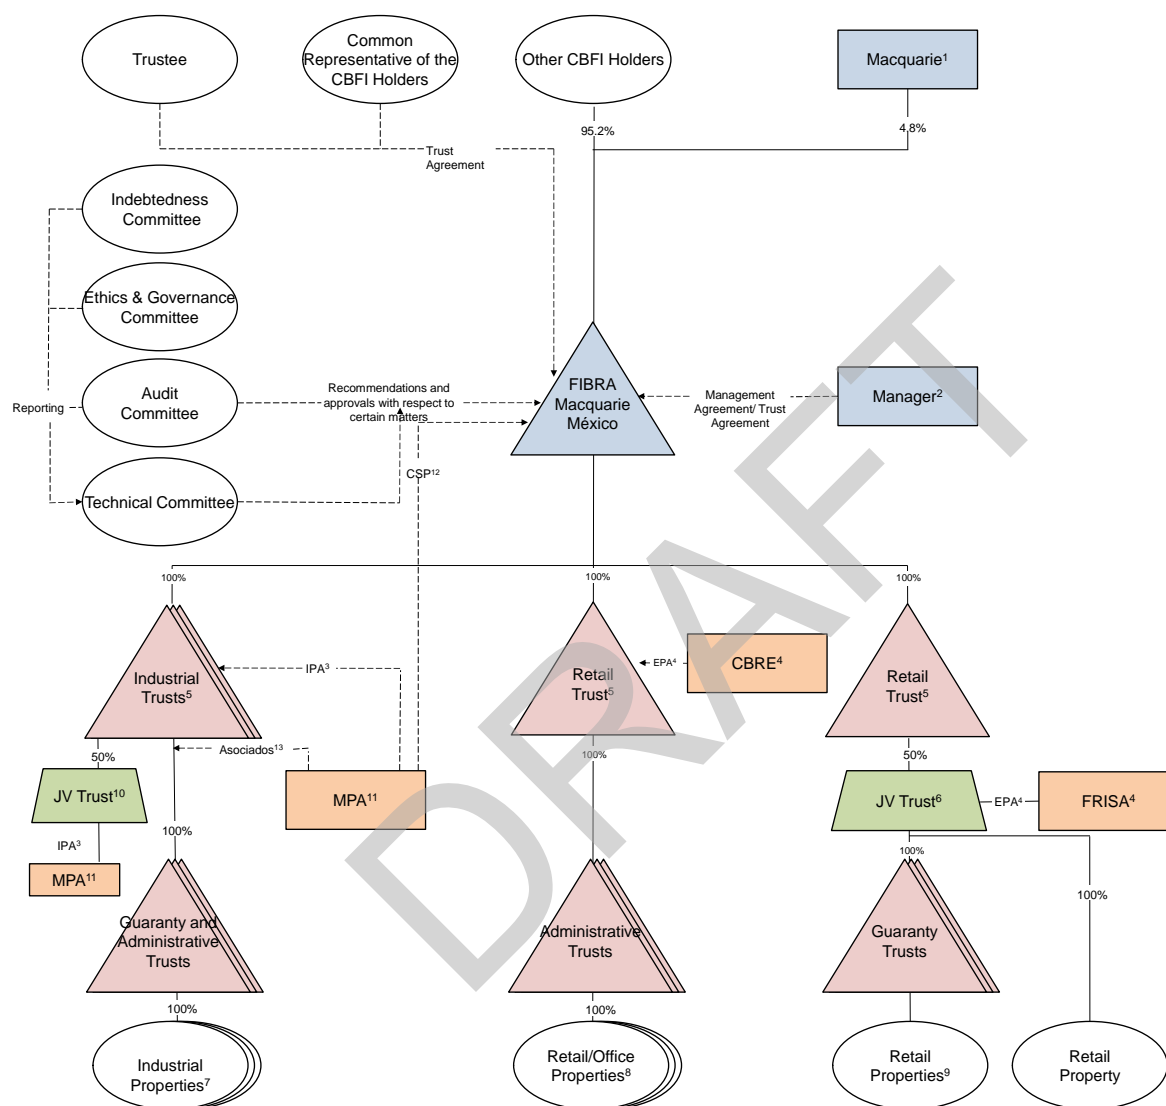 Trustee
Common
Representative of the
CBFI Holders
Other CBFI Holders
Macquarie¹
95.2%
4.8%
Trust
Agreement
Indebtedness
Committee
Ethics & Governance
Committee
Audit
Committee
Reporting
Technical Committee
Recommendations and
approvals with respect to
certain matters
CSP¹²
FIBRA
Macquarie
México
Management
Agreement/ Trust
Agreement
Manager²
100%
100%
100%
Industrial
Trusts⁵
IPA³
Retail
Trust⁵
EPA⁴
CBRE⁴
Retail
Trust⁵
50%
Asociados¹³
100%
50%
JV Trust¹⁰
MPA¹¹
JV Trust⁶
EPA⁴
FRISA⁴
100%
IPA³
MPA¹¹
100%
100%
Guaranty and
Administrative
Trusts
Administrative
Trusts
Guaranty
Trusts
100%
100%
Industrial
Properties⁷
Retail/Office
Properties⁸
Retail
Properties⁹
Retail
Property
DRAFT